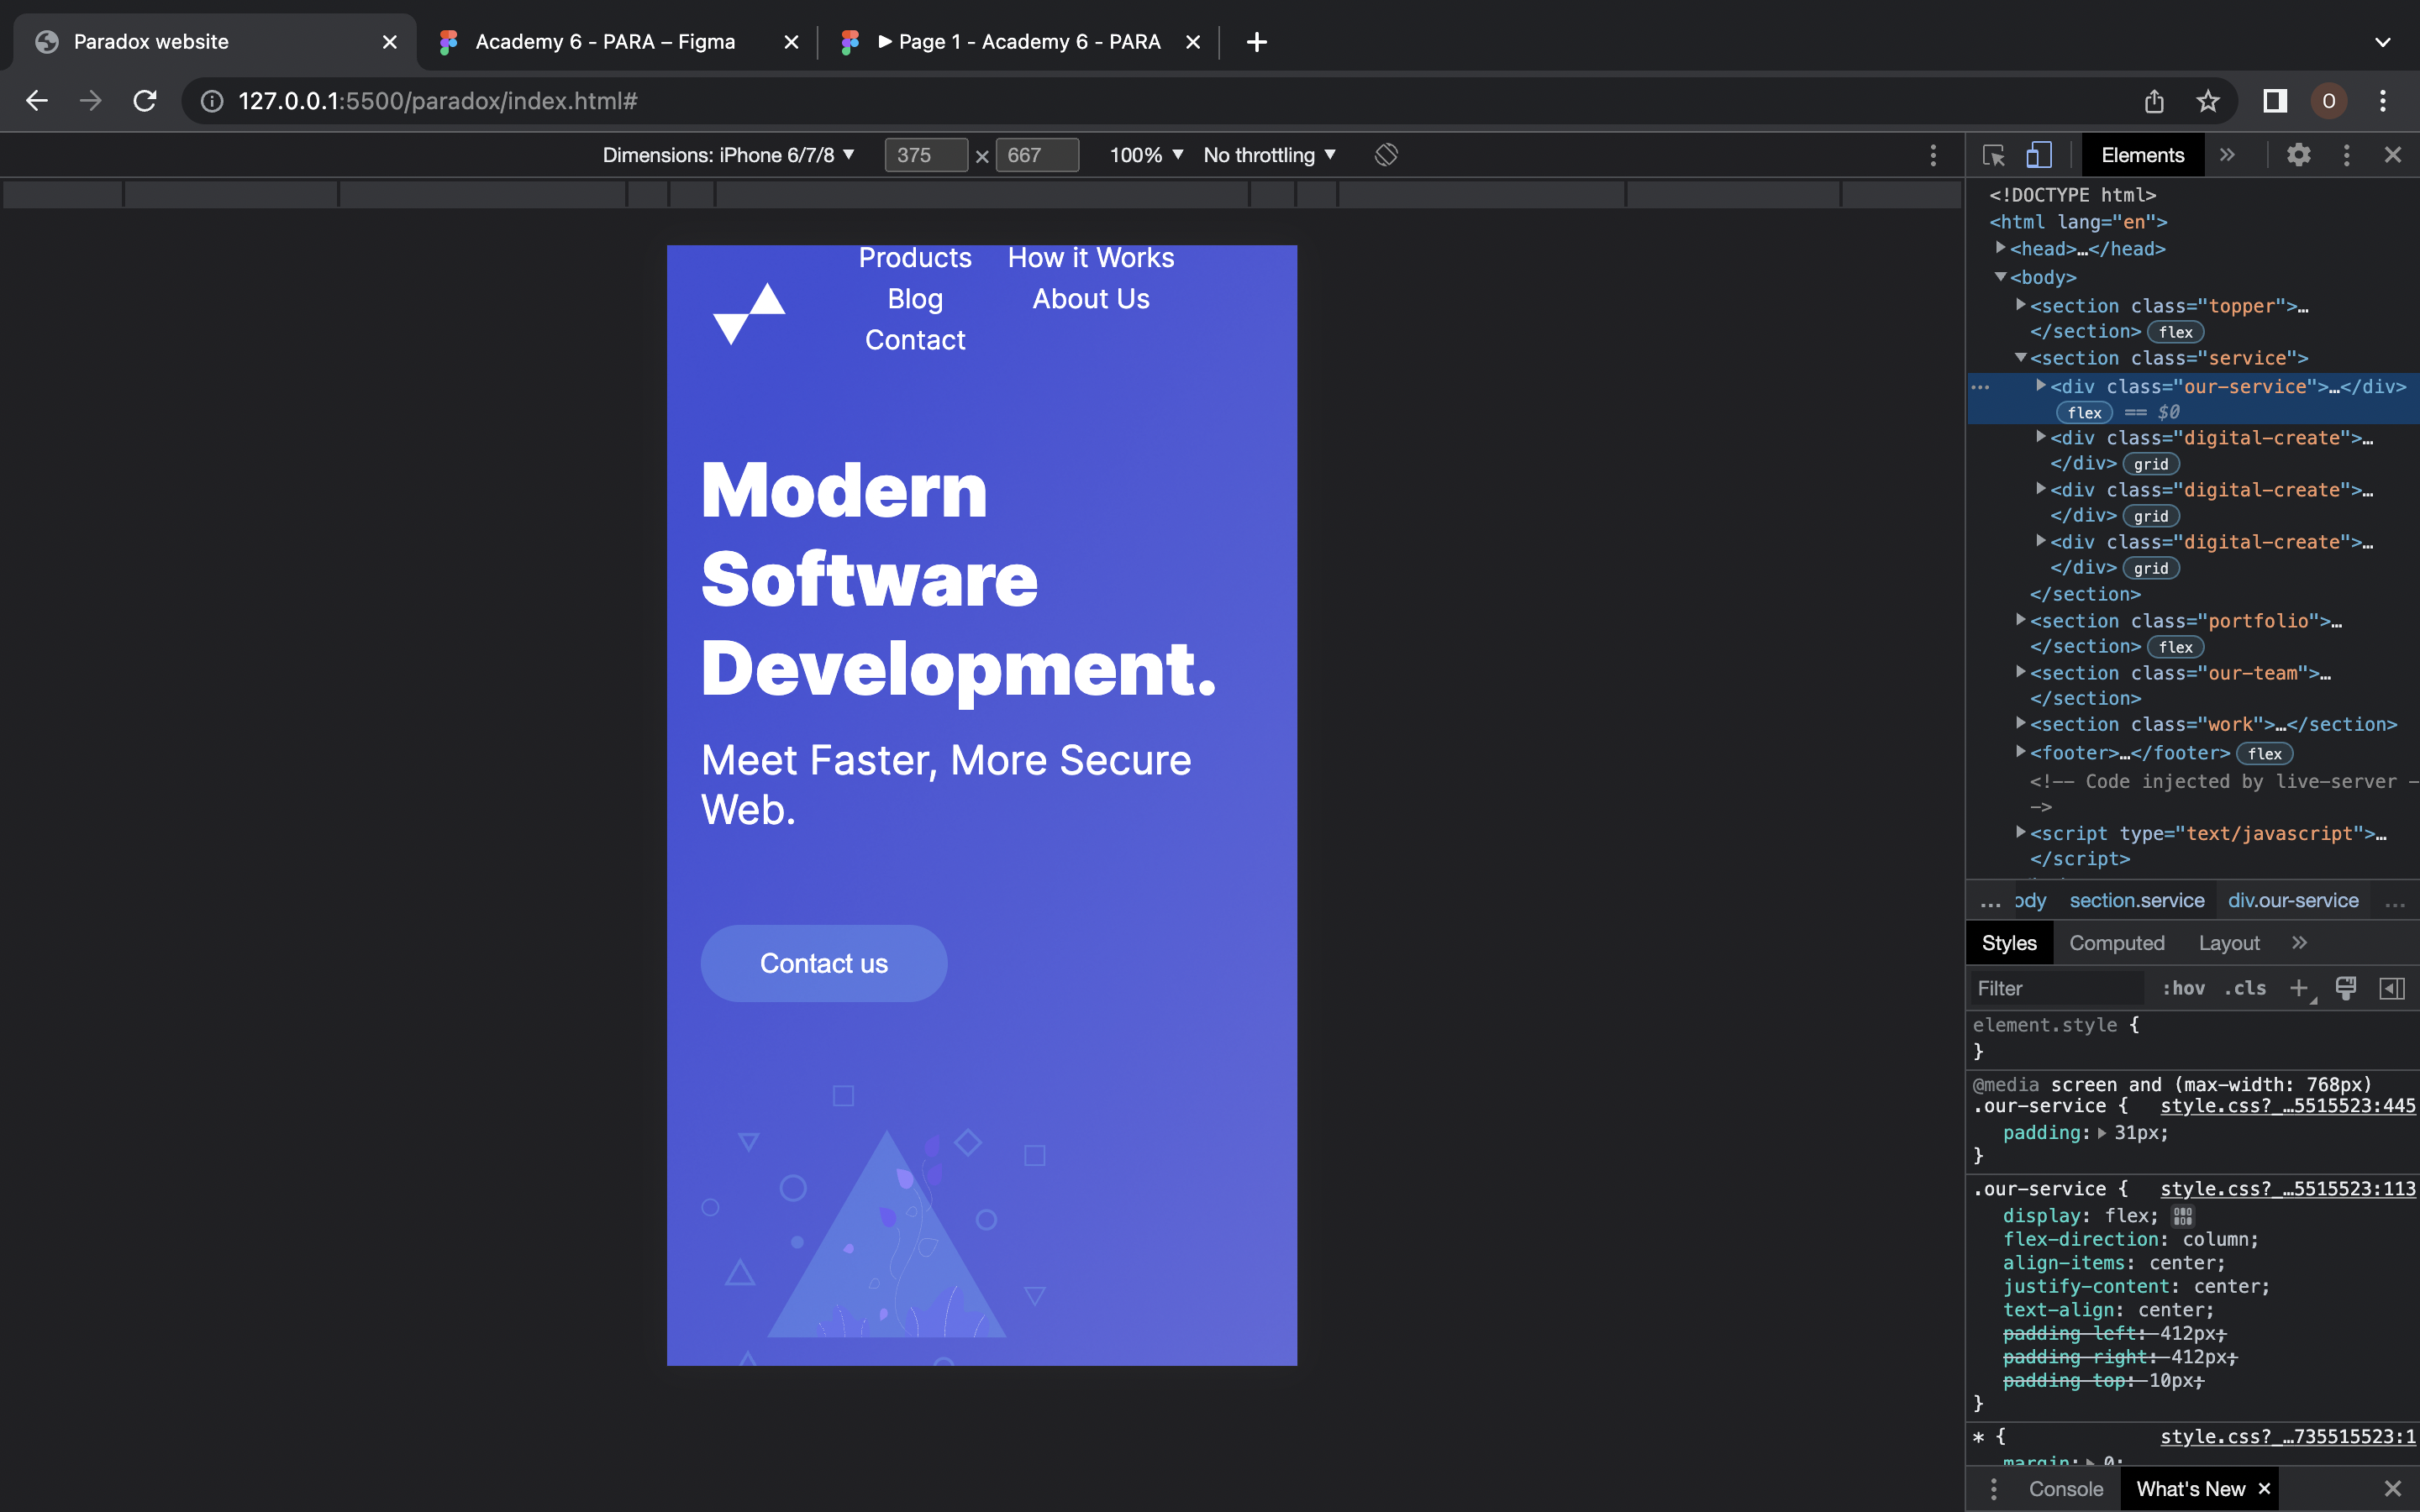 Paradox website
Academy 6 - PARA – Figma
▶ Page 1 - Academy 6 - PARA
127.0.0.1:5500/paradox/index.html#
O
Dimensions: iPhone 6/7/8 ▼ 375 × 667 100% ▼ No throttling ▼
Products How it Works
Blog About Us
Contact
Modern
Software
Development.
Meet Faster, More Secure
Web.
Contact us
Elements
<!DOCTYPE html>
<html lang="en">
<head>…</head>
<body>
<section class="topper">…
</section> flex
<section class="service">
<div class="our-service">…</div>
flex == $0
<div class="digital-create">…
</div> grid
<div class="digital-create">…
</div> grid
<div class="digital-create">…
</div> grid
</section>
<section class="portfolio">…
</section> flex
<section class="our-team">…
</section>
<section class="work">…</section>
<footer>…</footer> flex
<!-- Code injected by live-server -
->
<script type="text/javascript">…
</script>
... ody section.service div.our-service ...
Styles Computed Layout
Filter :hov .cls
element.style {
}
@media screen and (max-width: 768px)
.our-service { style.css?_…5515523:445
padding: 31px;
}
.our-service { style.css?_…5515523:113
display: flex;
flex-direction: column;
align-items: center;
justify-content: center;
text-align: center;
padding-left: 412px;
padding-right: 412px;
padding-top: 10px;
}
* { style.css?_…735515523:1
margin: 0;
Console What's New